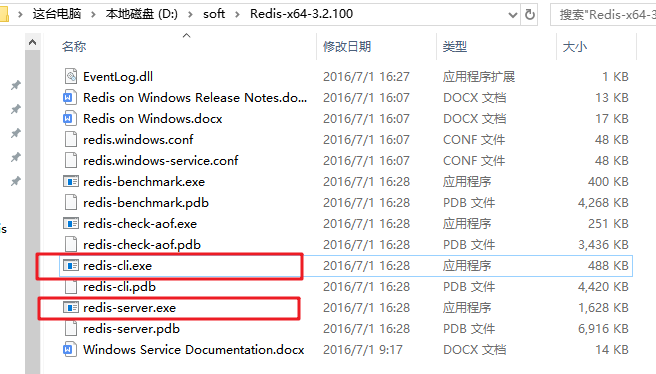 这台电脑 > 本地磁盘 (D:) > soft > Redis-x64-3.2.100 搜索"Redis-x64-3
名称 修改日期 类型 大小
EventLog.dll 2016/7/1 16:27 应用程序扩展 1 KB
Redis on Windows Release Notes.do... 2016/7/1 16:07 DOCX 文档 13 KB
Redis on Windows.docx 2016/7/1 16:07 DOCX 文档 17 KB
redis.windows.conf 2016/7/1 16:07 CONF 文件 48 KB
redis.windows-service.conf 2016/7/1 16:07 CONF 文件 48 KB
redis-benchmark.exe 2016/7/1 16:28 应用程序 400 KB
redis-benchmark.pdb 2016/7/1 16:28 PDB 文件 4,268 KB
redis-check-aof.exe 2016/7/1 16:28 应用程序 251 KB
redis-check-aof.pdb 2016/7/1 16:28 PDB 文件 3,436 KB
redis-cli.exe 2016/7/1 16:28 应用程序 488 KB
redis-cli.pdb 2016/7/1 16:28 PDB 文件 4,420 KB
redis-server.exe 2016/7/1 16:28 应用程序 1,628 KB
redis-server.pdb 2016/7/1 16:28 PDB 文件 6,916 KB
Windows Service Documentation.docx 2016/7/1 9:17 DOCX 文档 14 KB